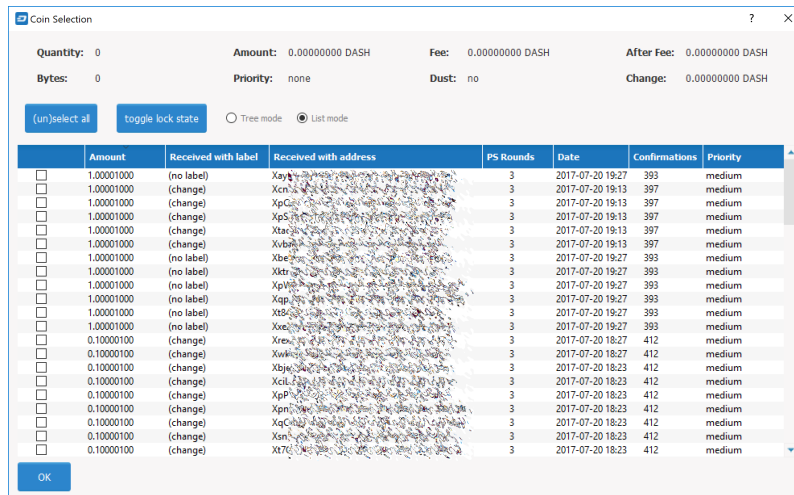 Coin Selection
Quantity: 0 Amount: 0.00000000 DASH Fee: 0.00000000 DASH After Fee: 0.00000000 DASH
Bytes: 0 Priority: none Dust: no Change: 0.00000000 DASH
(un)select all toggle lock state Tree mode List mode
Amount Received with label Received with address PS Rounds Date Confirmations Priority
1.00001000 (no label) 3 2017-07-20 19:27 393 medium
1.00001000 (change) 3 2017-07-20 19:13 397 medium
1.00001000 (change) 3 2017-07-20 19:13 397 medium
1.00001000 (change) 3 2017-07-20 19:13 397 medium
1.00001000 (change) 3 2017-07-20 19:13 397 medium
1.00001000 (change) 3 2017-07-20 19:13 397 medium
1.00001000 (no label) 3 2017-07-20 19:27 393 medium
1.00001000 (no label) 3 2017-07-20 19:27 393 medium
1.00001000 (no label) 3 2017-07-20 19:27 393 medium
1.00001000 (no label) 3 2017-07-20 19:27 393 medium
1.00001000 (no label) 3 2017-07-20 19:27 393 medium
1.00001000 (no label) 3 2017-07-20 19:27 393 medium
0.10000100 (change) 3 2017-07-20 18:27 412 medium
0.10000100 (change) 3 2017-07-20 18:27 412 medium
0.10000100 (change) 3 2017-07-20 18:23 412 medium
0.10000100 (change) 3 2017-07-20 18:23 412 medium
0.10000100 (change) 3 2017-07-20 18:23 412 medium
0.10000100 (change) 3 2017-07-20 18:23 412 medium
0.10000100 (change) 3 2017-07-20 18:23 412 medium
0.10000100 (change) 3 2017-07-20 18:23 412 medium
0.10000100 (change) 3 2017-07-20 18:23 412 medium
OK